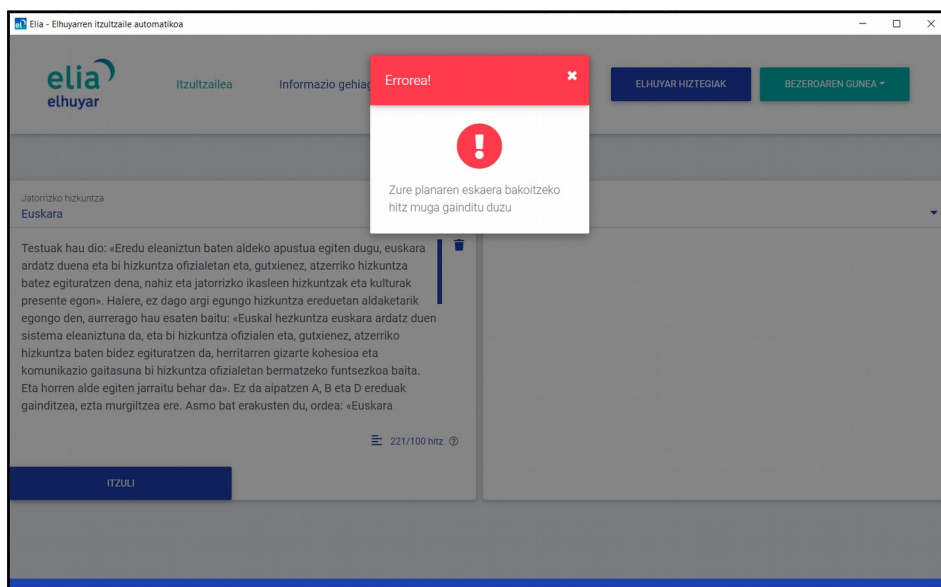 Elia - Elhuyarren itzultzaile automatikoa
elia
elhuyar
Itzultzailea
Informazio gehiag
ELHUYAR HIZTEGIAK
BEZEROAREN GUNEA
Errorea!
Zure planaren eskaera bakoitzeko
hitz muga gainditu duzu
Jatorrizko hizkuntza
Euskara
Testuak hau dio: «Eredu eleaniztun baten aldeko apustua egiten dugu, euskara
ardatz duena eta bi hizkuntza ofizialetan eta, gutxienez, atzerriko hizkuntza
batez egituratzen dena, nahiz eta jatorrizko ikasleen hizkuntzak eta kulturak
presente egon». Halere, ez dago argi egungo hizkuntza ereduetan aldaketarik
egongo den, aurrerago hau esaten baitu: «Euskal hezkuntza euskara ardatz duen
sistema eleaniztuna da, eta bi hizkuntza ofizialen eta, gutxienez, atzerriko
hizkuntza baten bidez egituratzen da, herritarren gizarte kohesioa eta
komunikazio gaitasuna bi hizkuntza ofizialetan bermatzeko funtsezkoa baita.
Eta horren alde egiten jarraitu behar da». Ez da aipatzen A, B eta D ereduak
gainditzea, ezta murgiltzea ere. Asmo bat erakusten du, ordea: «Euskara
221/100 hitz
ITZULI